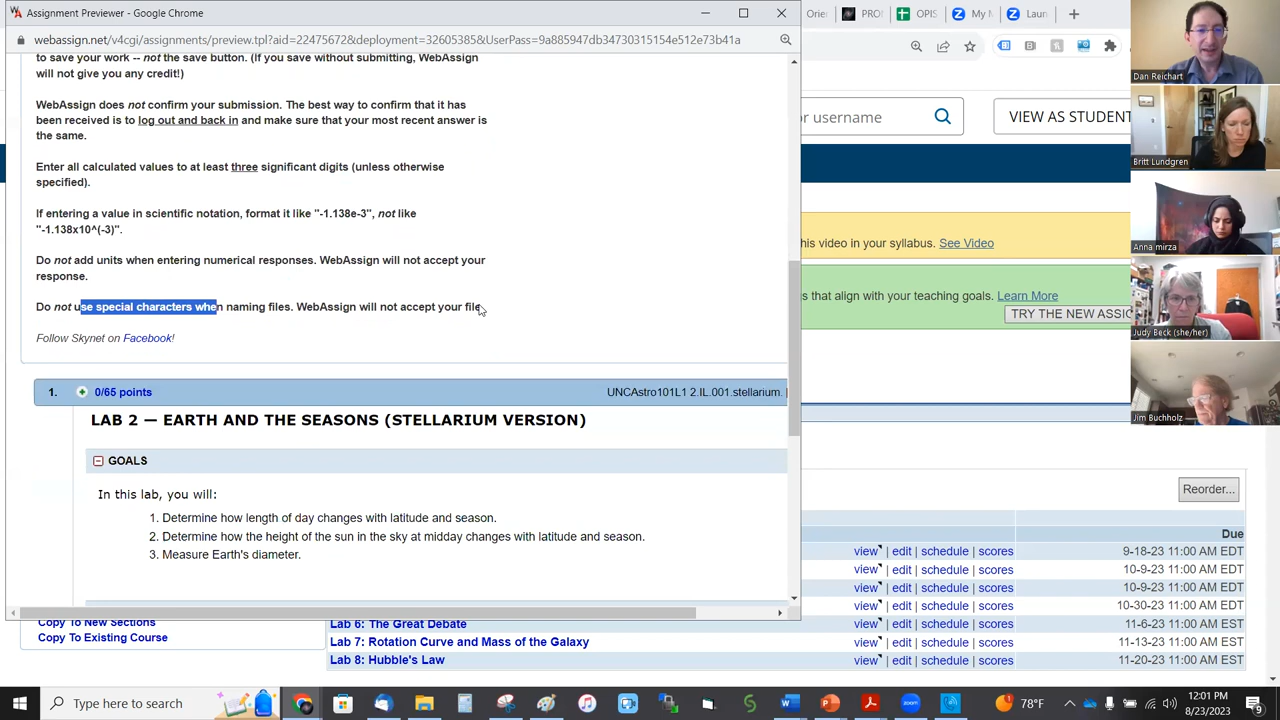 Assignment Previewer - Google Chrome
Orie
PRO
OPIS
My N
Laun
webassign.net/v4cgi/assignments/preview.tpl?aid=22475672&deployment=32605385&UserPass=9a885947db34730315154e512e73b41a
to save your work -- not the save button. (If you save without submitting, WebAssign
will not give you any credit!)
WebAssign does not confirm your submission. The best way to confirm that it has
been received is to log out and back in and make sure that your most recent answer is
the same.
Enter all calculated values to at least three significant digits (unless otherwise
specified).
If entering a value in scientific notation, format it like "-1.138e-3", not like
"-1.138x10^(-3)".
Do not add units when entering numerical responses. WebAssign will not accept your
response.
Do not use special characters when naming files. WebAssign will not accept your file.
Follow Skynet on Facebook!
1. 0/65 points
UNCAstro101L1 2.IL.001.stellarium.
LAB 2 — EARTH AND THE SEASONS (STELLARIUM VERSION)
GOALS
In this lab, you will:
1. Determine how length of day changes with latitude and season.
2. Determine how the height of the sun in the sky at midday changes with latitude and season.
3. Measure Earth's diameter.
or username
VIEW AS STUDENT
his video in your syllabus. See Video
s that align with your teaching goals. Learn More
TRY THE NEW ASSIG
Reorder...
Due
view | edit | schedule | scores 9-18-23 11:00 AM EDT
view | edit | schedule | scores 10-9-23 11:00 AM EDT
view | edit | schedule | scores 10-9-23 11:00 AM EDT
view | edit | schedule | scores 10-30-23 11:00 AM EDT
Copy To New Sections
Lab 6: The Great Debate view | edit | schedule | scores 11-6-23 11:00 AM EST
Copy To Existing Course
Lab 7: Rotation Curve and Mass of the Galaxy view | edit | schedule | scores 11-13-23 11:00 AM EST
Lab 8: Hubble's Law view | edit | schedule | scores 11-20-23 11:00 AM EST
Dan Reichart
Britt Lundgren
Anna mirza
Judy Beck (she/her)
Jim Buchholz
Type here to search
78°F
12:01 PM
8/23/2023
9